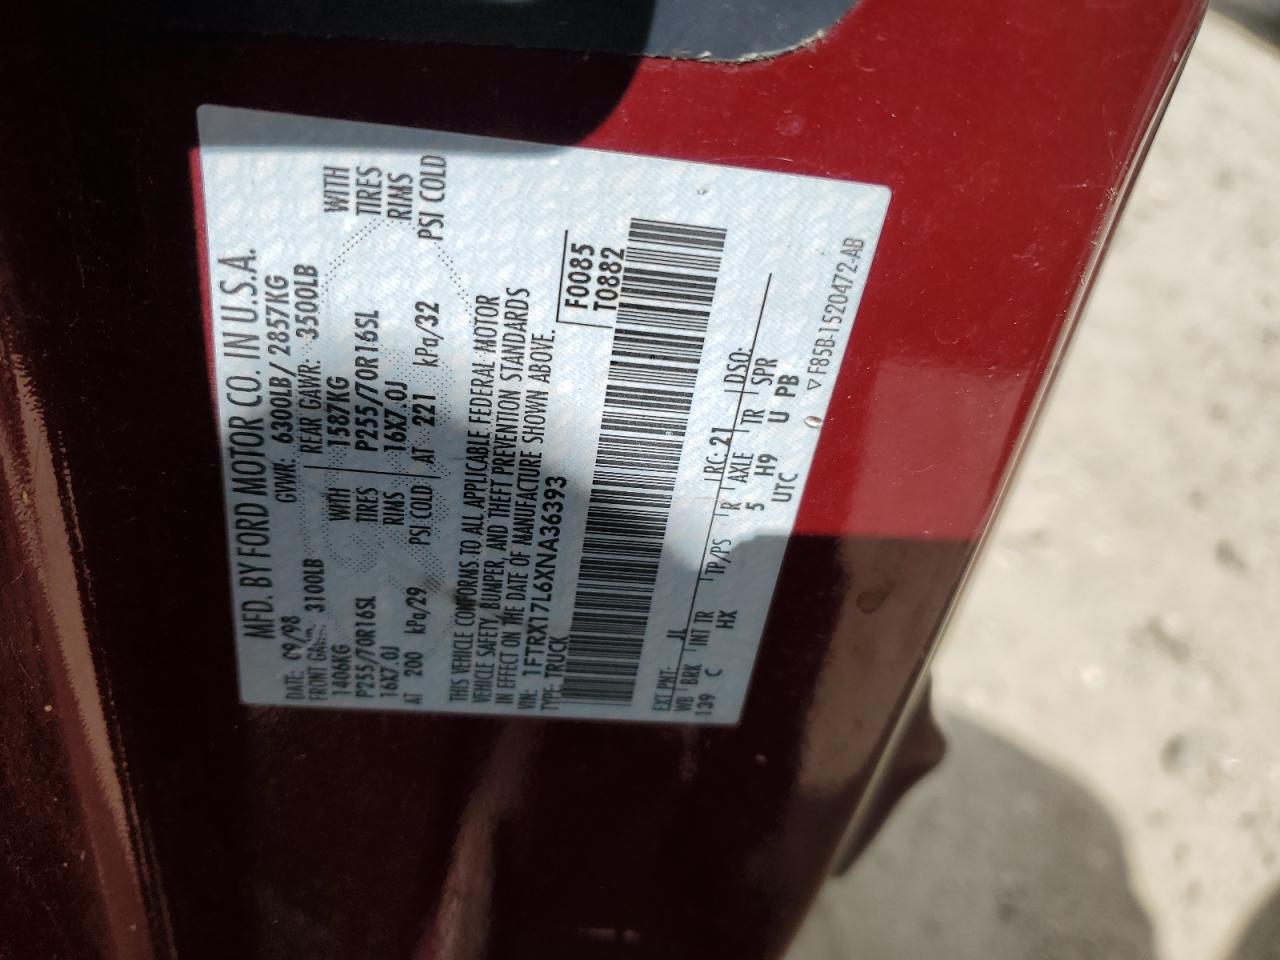 MFD. BY FORD MOTOR CO. IN U.S.A.
DATE: 09/98 GVWR: 6300LB/ 2857KG
FRONT 3100LB REAR GAWR: 3500LB
1406KG WITH 1587KG WITH
P255/70R16SL TIRES P255/70R16SL TIRES
16X7.0J RIMS 16X7.0J RIMS
AT 200 kPa/29 PSI COLD AT 221 kPa/32 PSI COLD
THIS VEHICLE CONFORMS TO ALL APPLICABLE FEDERAL MOTOR
VEHICLE SAFETY, BUMPER, AND THEFT PREVENTION STANDARDS
IN EFFECT ON THE DATE OF MANUFACTURE SHOWN ABOVE.
VIN: 1FTRX17L6XNA36393 F0085
TYPE: TRUCK T0882
EXT PNT: JL RC: 21 DSO:
WB BRK INT TR TP/PS R AXLE TR SPR
139 C HX 5 H9 U PB
UTC ▽ F85B-1520472-AB